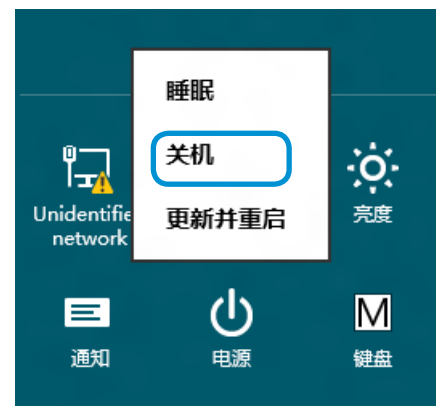 睡眠
关机
更新并重启
Unidentifie
network
亮度
通知
电源
M
键盘